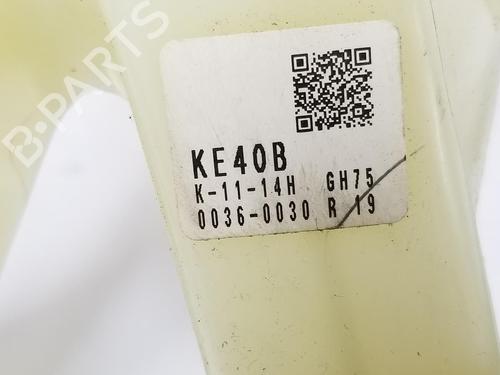 B-PARTS
KE40B
K-11-14H GH75
0036-0030 R 19